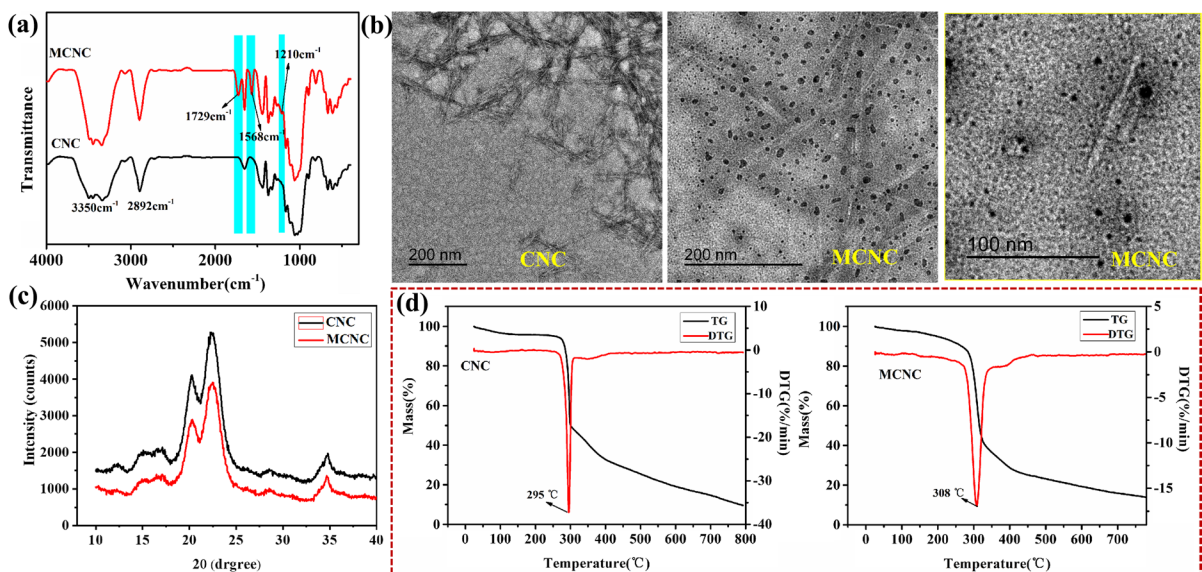 (a)
MCNC
1210cm⁻¹
1729cm⁻¹
1568cm⁻¹
CNC
3350cm⁻¹
2892cm⁻¹
Transmittance
4000
3000
2000
1000
Wavenumber(cm⁻¹)
(b)
200 nm
CNC
200 nm
MCNC
100 nm
MCNC
(c)
6000
5000
4000
3000
2000
1000
0
Intensity (counts)
CNC
MCNC
10
15
20
25
30
35
40
2θ (drgree)
(d)
100
80
60
40
20
0
Mass(%)
TG
DTG
CNC
295 ℃
10
0
-10
-20
-30
-40
DTG(%/min)
0
100
200
300
400
500
600
700
800
Temperature(℃)
100
80
60
40
20
0
Mass(%)
TG
DTG
MCNC
308 ℃
5
0
-5
-10
-15
DTG(%/min)
0
100
200
300
400
500
600
700
Temperature(℃)